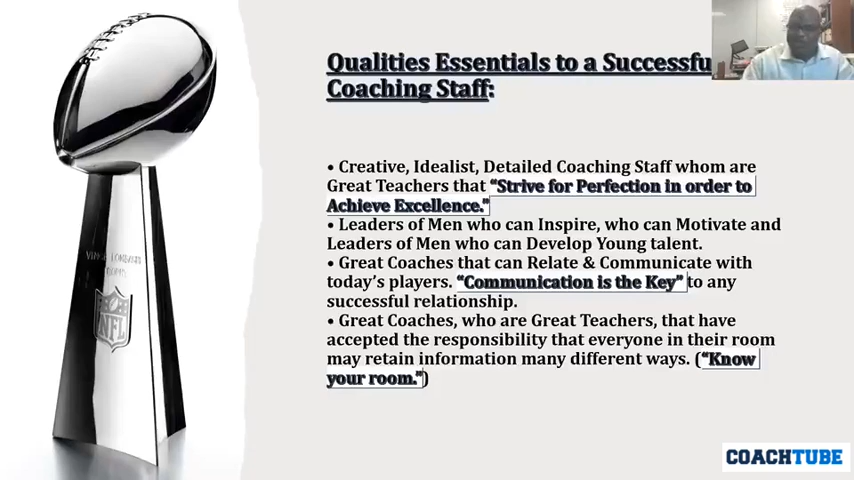 Qualities Essentials to a Successfu
Coaching Staff:
• Creative, Idealist, Detailed Coaching Staff whom are
Great Teachers that “Strive for Perfection in order to
Achieve Excellence.”
• Leaders of Men who can Inspire, who can Motivate and
Leaders of Men who can Develop Young talent.
• Great Coaches that can Relate & Communicate with
today’s players. “Communication is the Key” to any
successful relationship.
• Great Coaches, who are Great Teachers, that have
accepted the responsibility that everyone in their room
may retain information many different ways. (“Know
your room.”)
VINCE LOMBARDI
TROPHY
NFL
COACHTUBE